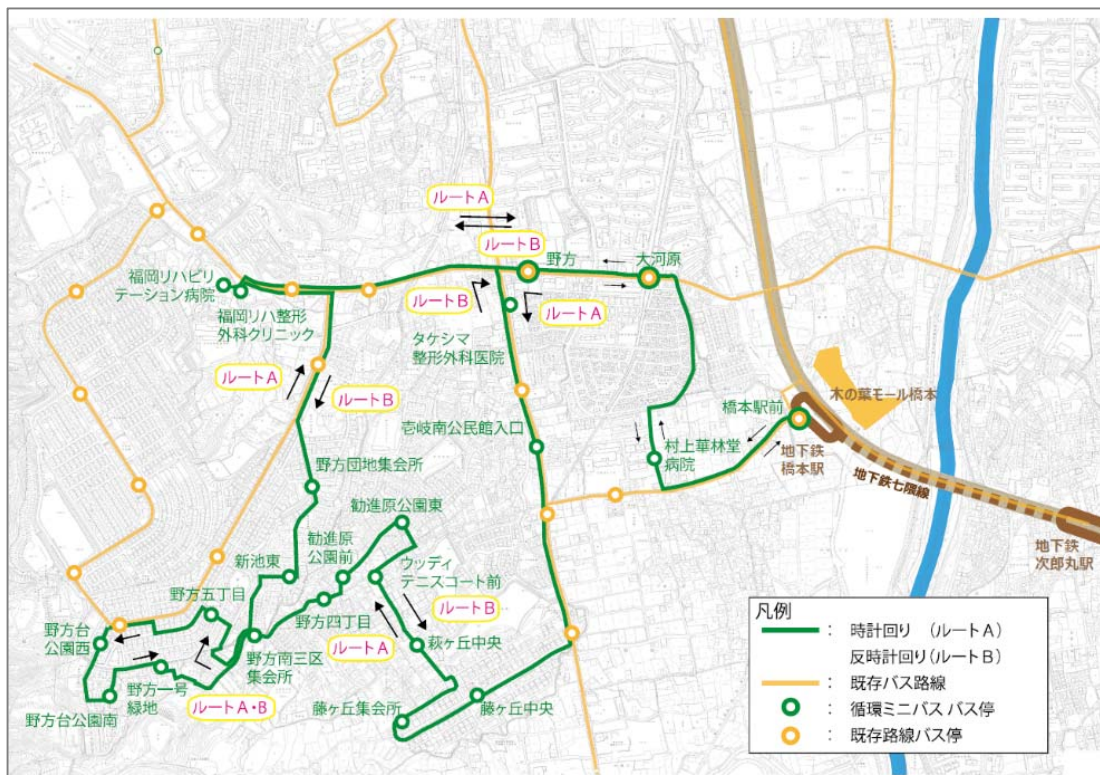 ルートA
ルートB
野方
大河原
福岡リハビリ
テーション病院
福岡リハ整形
外科クリニック
ルートB
ルートA
タケシマ
整形外科医院
木の葉モール橋本
ルートA
ルートB
橋本駅前
壱岐南公民館入口
村上華林堂
病院
地下鉄
橋本駅
地下鉄七隈線
野方団地集会所
勧進原公園東
勧進原
公園前
新池東
ウッディ
テニスコート前
地下鉄
次郎丸駅
野方五丁目
ルートB
野方台
公園西
野方四丁目
ルートA
萩ヶ丘中央
野方南三区
集会所
野方一号
緑地
野方台公園南
ルートA・B
藤ヶ丘集会所
藤ヶ丘中央
凡例
: 時計回り (ルートA)
反時計回り(ルートB)
: 既存バス路線
: 循環ミニバス バス停
: 既存路線バス停